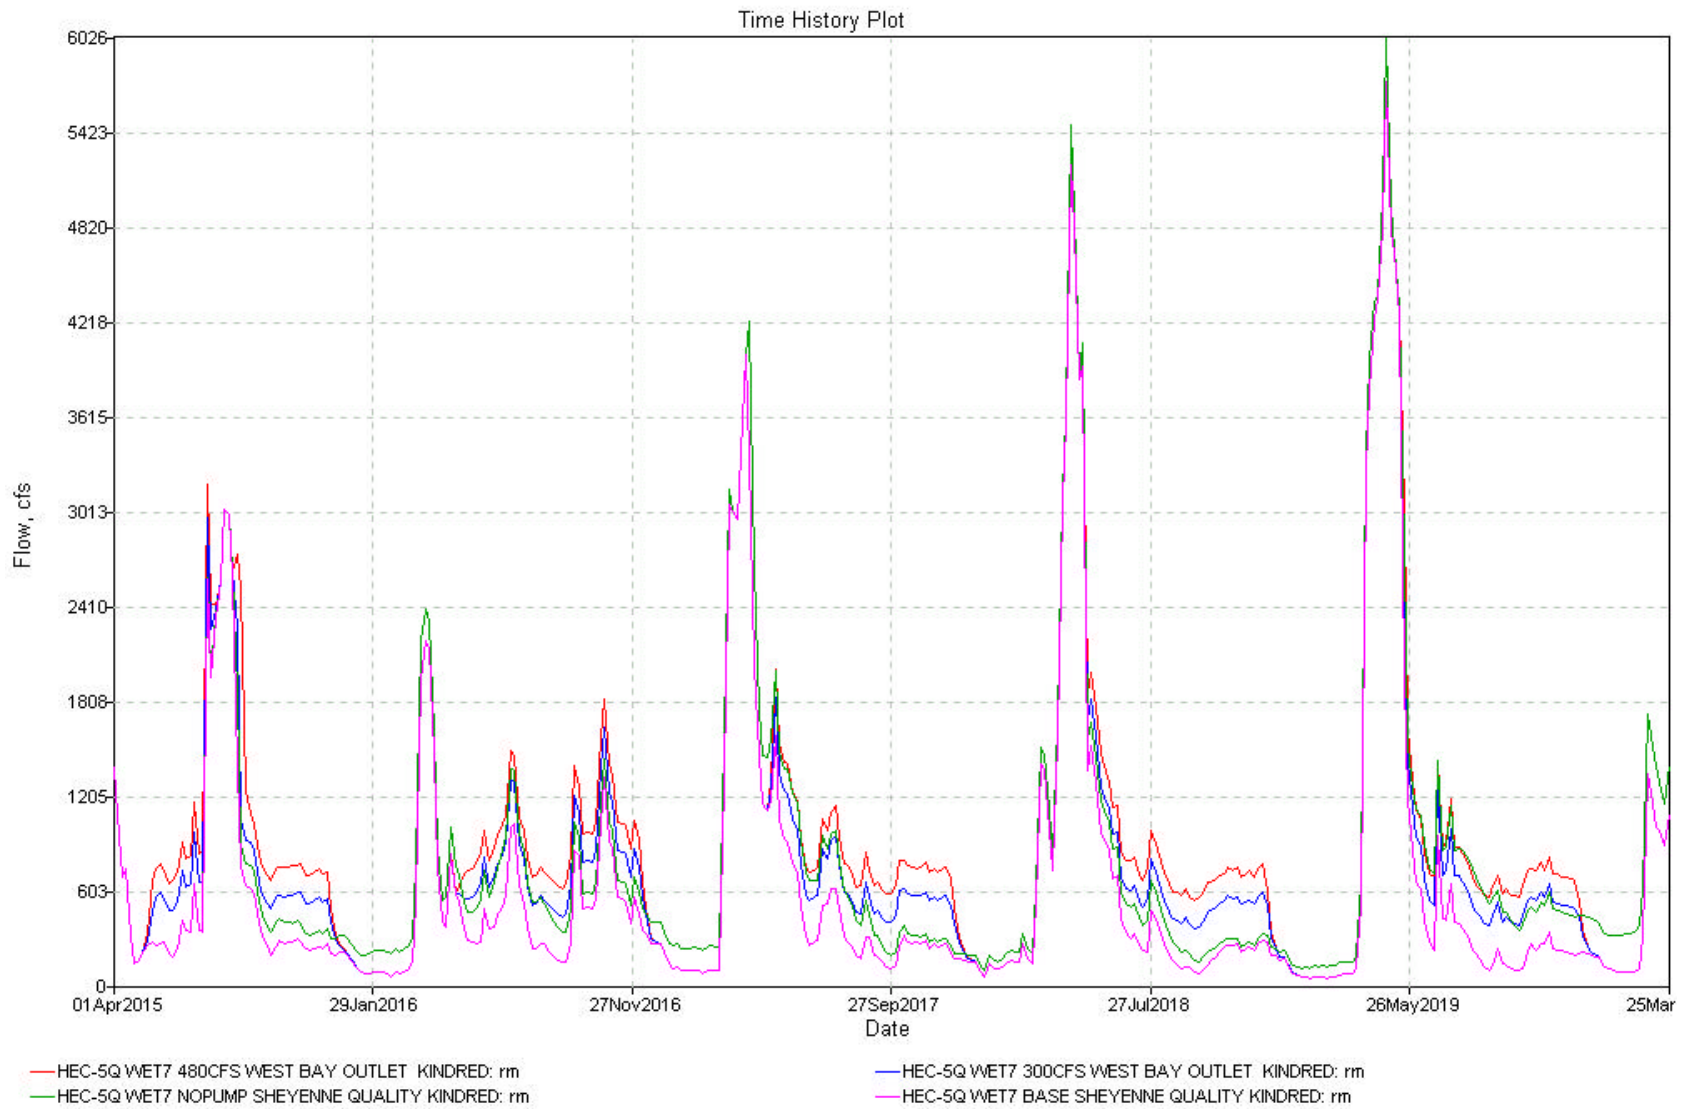 Time History Plot
6026
5423
4820
4218
3615
3013
2410
1808
1205
603
0
Flow, cfs
01Apr2015 29Jan2016 27Nov2016 27Sep2017 27Jul2018 26May2019 25Mar
Date
HEC-5Q WET7 480CFS WEST BAY OUTLET KINDRED: rm HEC-5Q WET7 300CFS WEST BAY OUTLET KINDRED: rm
HEC-5Q WET7 NOPUMP SHEYENNE QUALITY KINDRED: rm HEC-5Q WET7 BASE SHEYENNE QUALITY KINDRED: rm